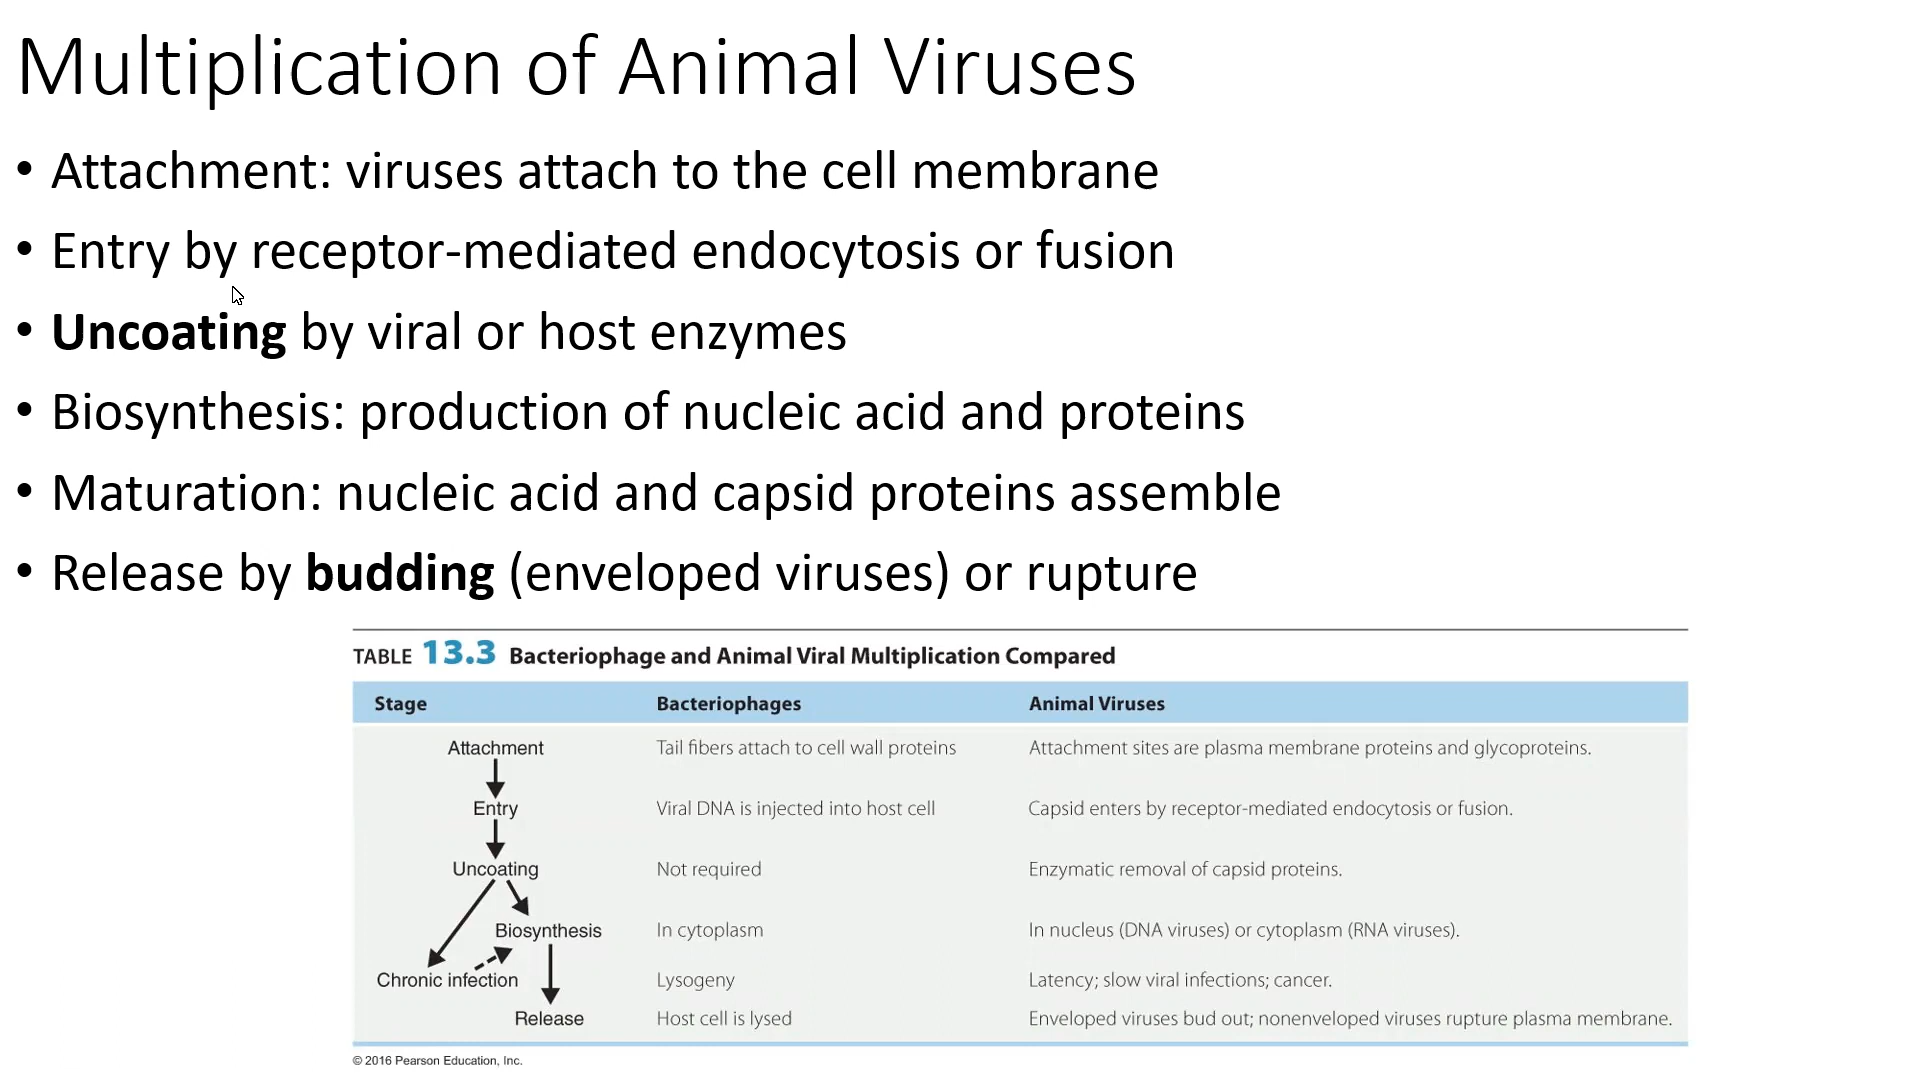 Multiplication of Animal Viruses
• Attachment: viruses attach to the cell membrane
• Entry by receptor-mediated endocytosis or fusion
• Uncoating by viral or host enzymes
• Biosynthesis: production of nucleic acid and proteins
• Maturation: nucleic acid and capsid proteins assemble
• Release by budding (enveloped viruses) or rupture
TABLE 13.3 Bacteriophage and Animal Viral Multiplication Compared
Stage Bacteriophages Animal Viruses
Attachment Tail fibers attach to cell wall proteins Attachment sites are plasma membrane proteins and glycoproteins.
Entry Viral DNA is injected into host cell Capsid enters by receptor-mediated endocytosis or fusion.
Uncoating Not required Enzymatic removal of capsid proteins.
Biosynthesis In cytoplasm In nucleus (DNA viruses) or cytoplasm (RNA viruses).
Chronic infection Lysogeny Latency; slow viral infections; cancer.
Release Host cell is lysed Enveloped viruses bud out; nonenveloped viruses rupture plasma membrane.
© 2016 Pearson Education, Inc.